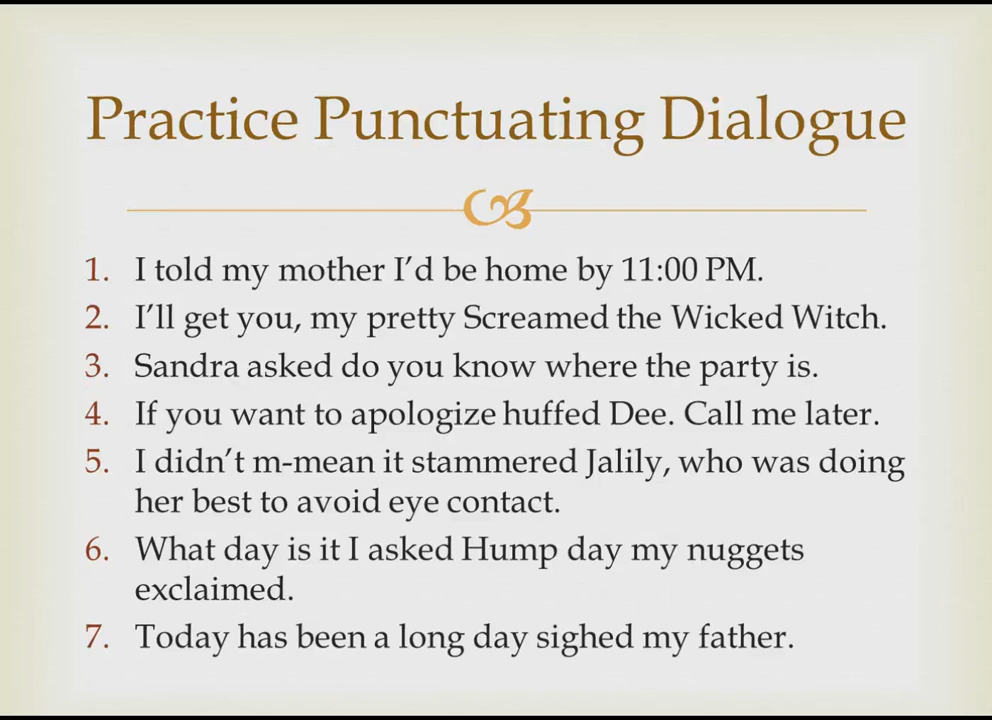 Practice Punctuating Dialogue
1. I told my mother I’d be home by 11:00 PM.
2. I’ll get you, my pretty Screamed the Wicked Witch.
3. Sandra asked do you know where the party is.
4. If you want to apologize huffed Dee. Call me later.
5. I didn’t m-mean it stammered Jalily, who was doing
her best to avoid eye contact.
6. What day is it I asked Hump day my nuggets
exclaimed.
7. Today has been a long day sighed my father.